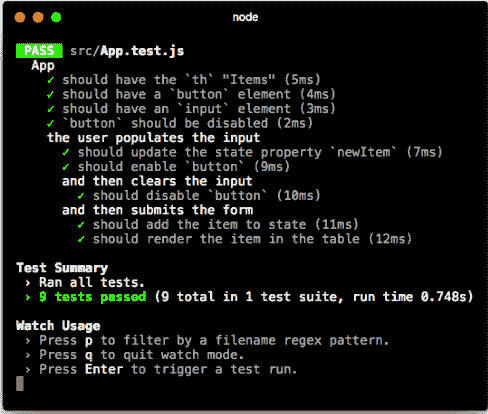 node
PASS src/App.test.js
App
✓ should have the `th` "Items" (5ms)
✓ should have a `button` element (4ms)
✓ should have an `input` element (3ms)
✓ `button` should be disabled (2ms)
the user populates the input
✓ should update the state property `newItem` (7ms)
✓ should enable `button` (9ms)
and then clears the input
✓ should disable `button` (10ms)
and then submits the form
✓ should add the item to state (11ms)
✓ should render the item in the table (12ms)
Test Summary
› Ran all tests.
› 9 tests passed (9 total in 1 test suite, run time 0.748s)
Watch Usage
› Press p to filter by a filename regex pattern.
› Press q to quit watch mode.
› Press Enter to trigger a test run.